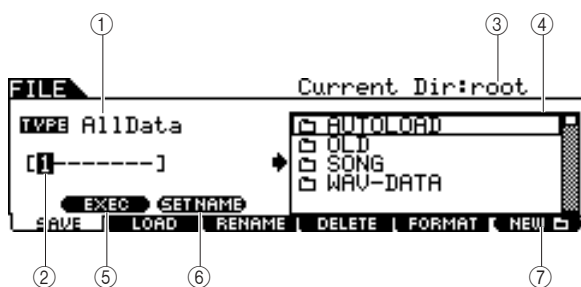 ① ③ ④
FILE Current Dir:root
TYPE AllData
AUTOLOAD
OLD
[1--------]
SONG
WAV-DATA
EXEC SETNAME
SAVE LOAD RENAME DELETE FORMAT NEW
② ⑤ ⑥ ⑦